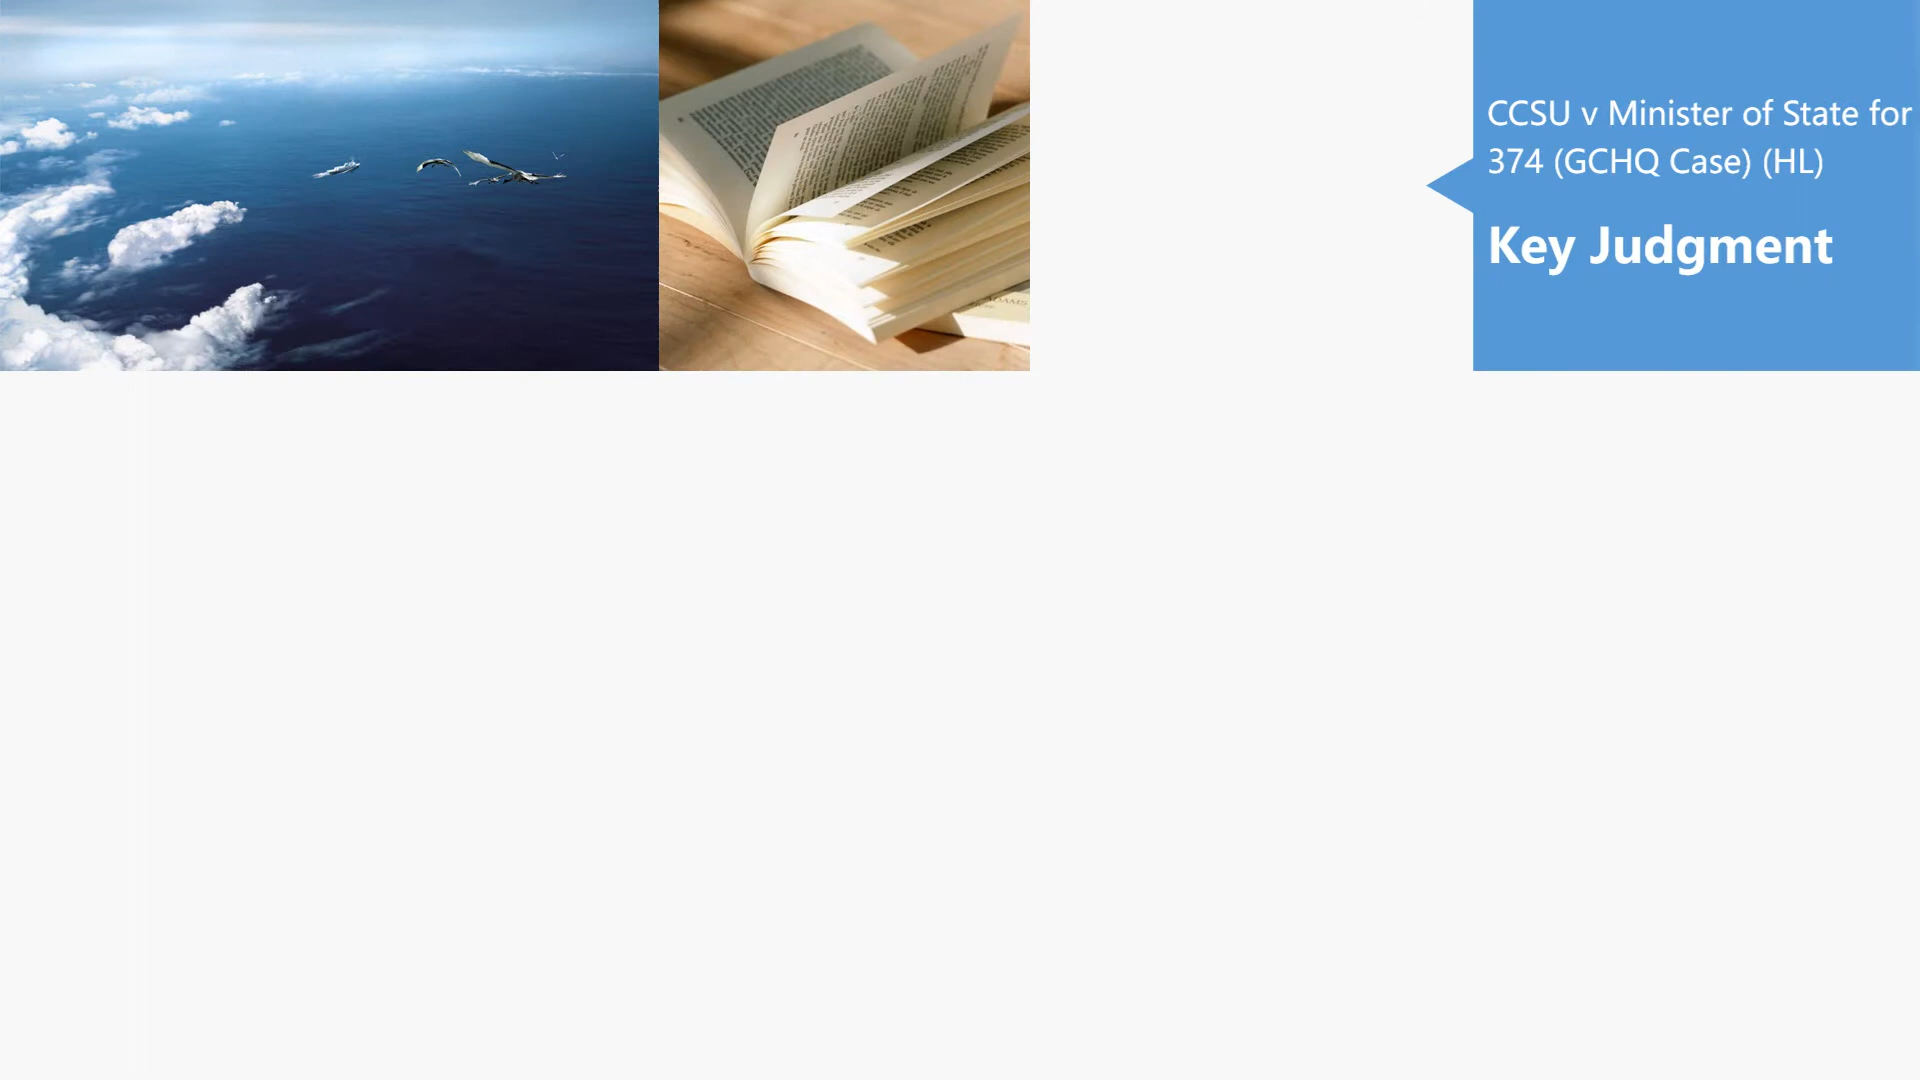 CCSU v Minister of State for
374 (GCHQ Case) (HL)
Key Judgment